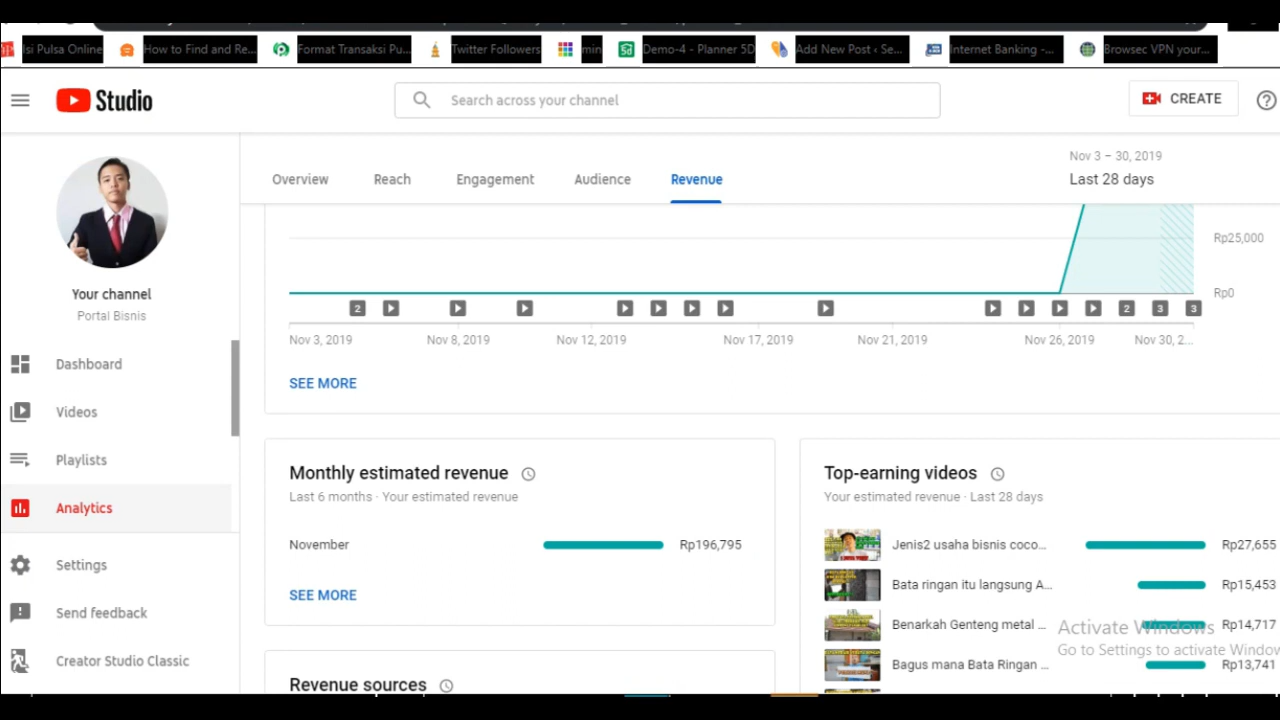 Isi Pulsa Online How to Find and Re... Format Transaksi Pu... Twitter Followers min Demo-4 - Planner 5D Add New Post ‹ Se... Internet Banking -... Browsec VPN your...
Studio
Search across your channel
CREATE
Your channel
Portal Bisnis
Dashboard
Videos
Playlists
Analytics
Settings
Send feedback
Creator Studio Classic
Overview Reach Engagement Audience Revenue
Nov 3 – 30, 2019
Last 28 days
Rp25,000
Rp0
2 2 3 3
Nov 3, 2019 Nov 8, 2019 Nov 12, 2019 Nov 17, 2019 Nov 21, 2019 Nov 26, 2019 Nov 30, 2...
SEE MORE
Monthly estimated revenue
Last 6 months · Your estimated revenue
November Rp196,795
SEE MORE
Revenue sources
Top-earning videos
Your estimated revenue · Last 28 days
Jenis2 usaha bisnis coco... Rp27,655
Bata ringan itu langsung A... Rp15,453
Benarkah Genteng metal ... Rp14,717
Bagus mana Bata Ringan ... Rp13,741
Activate Windows
Go to Settings to activate Window